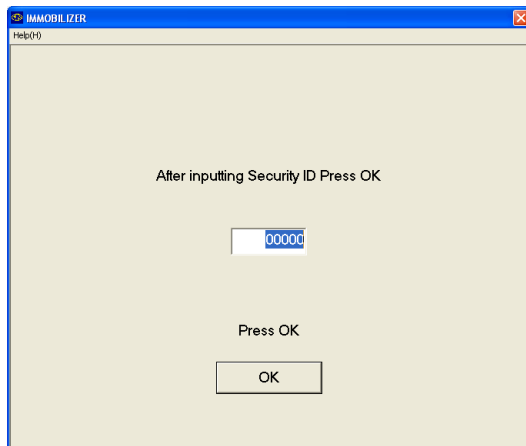 IMMOBILIZER
Help(H)
After inputting Security ID Press OK
00000
Press OK
OK